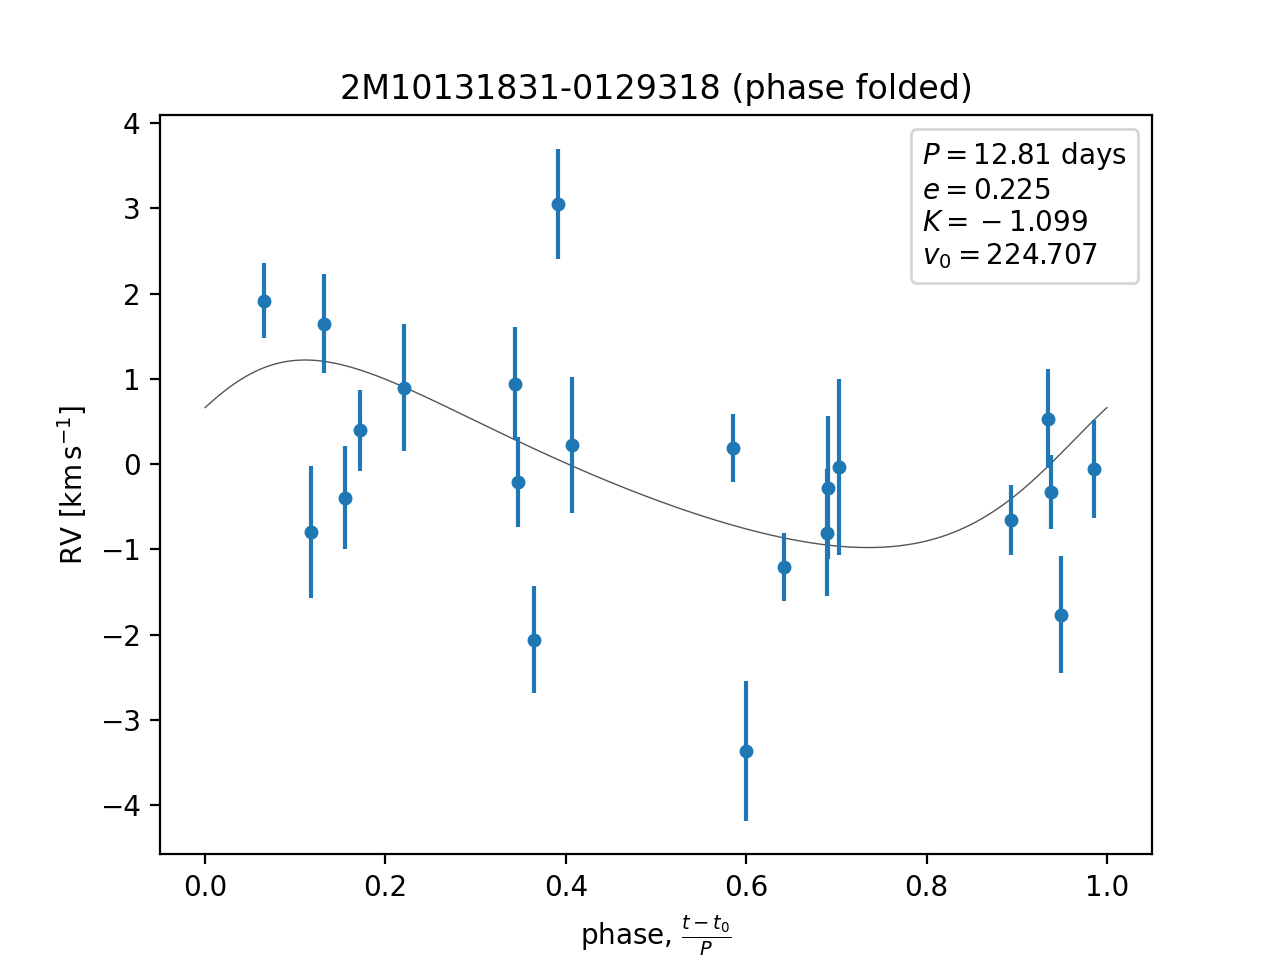 2M10131831-0129318 (phase folded)
P = 12.81 days
e = 0.225
K = −1.099
v₀ = 224.707
RV [km s⁻¹]
4
3
2
1
0
−1
−2
−3
−4
0.0 0.2 0.4 0.6 0.8 1.0
phase, (t − t₀)/P